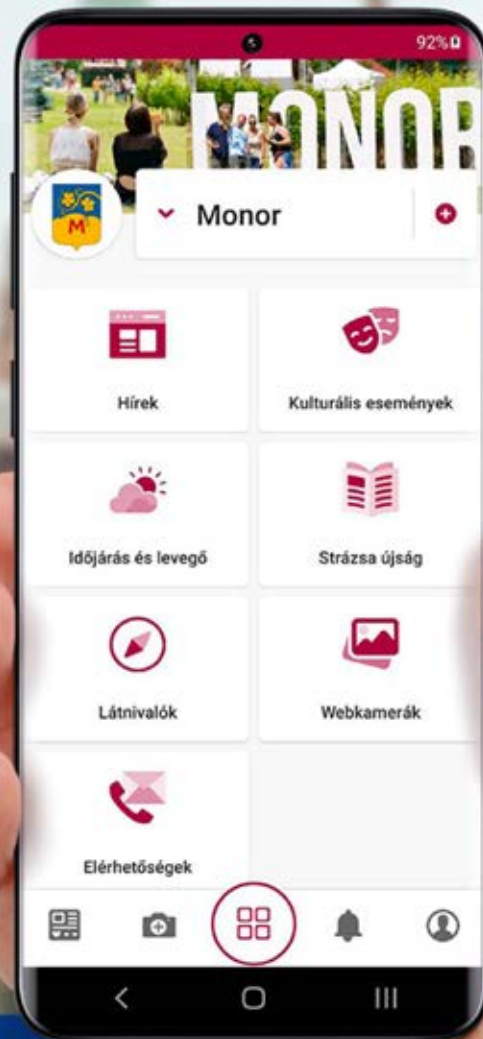 92%
MONOR
M
Monor
Hírek
Kulturális események
Időjárás és levegő
Strázsa újság
Látnivalók
Webkamerák
Elérhetőségek